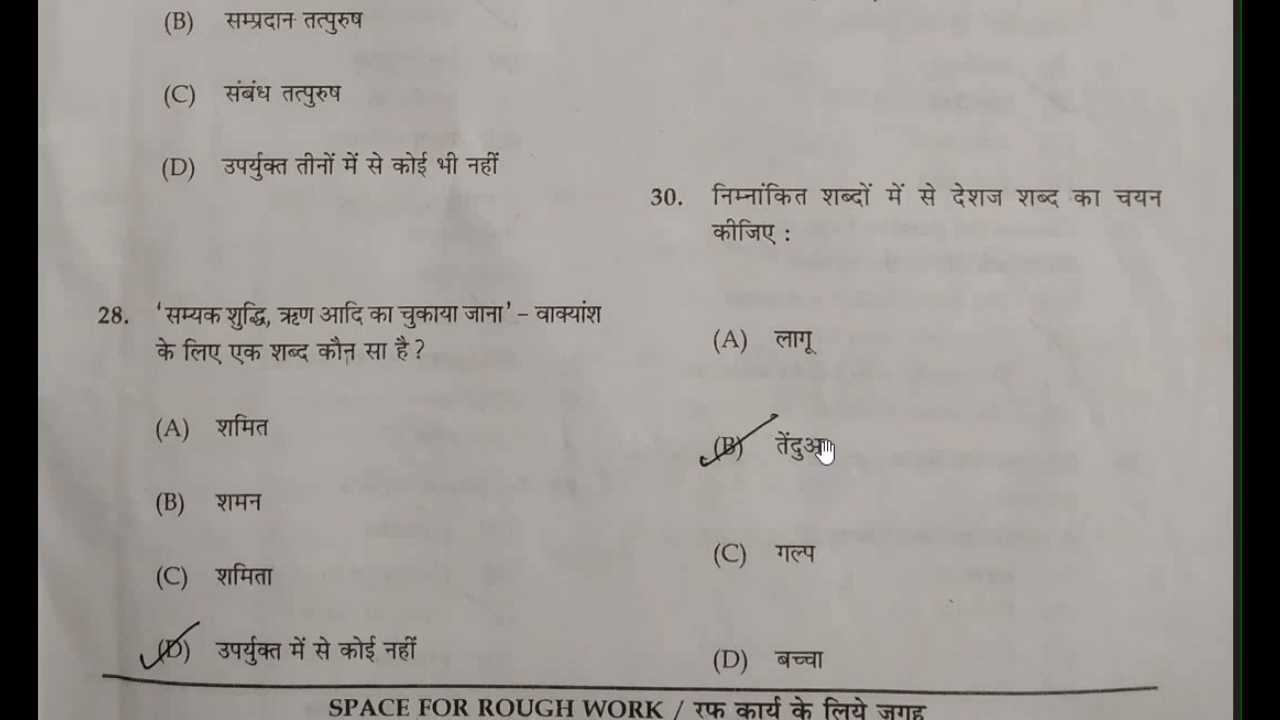 (B) सम्प्रदान तत्पुरुष
(C) संबंध तत्पुरुष
(D) उपर्युक्त तीनों में से कोई भी नहीं
28. 'सम्यक शुद्धि, ऋण आदि का चुकाया जाना' – वाक्यांश
के लिए एक शब्द कौन सा है ?
(A) शमित
(B) शमन
(C) शमिता
(D) उपर्युक्त में से कोई नहीं
30. निम्नांकित शब्दों में से देशज शब्द का चयन
कीजिए :
(A) लागू
(B)
(C) गल्प
(D) बच्चा
SPACE FOR ROUGH WORK / रफ कार्य के लिये जगह